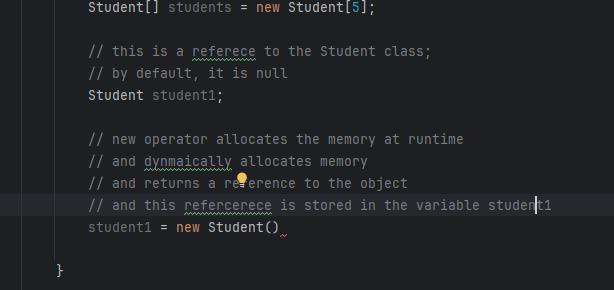 Student[] students = new Student[5];
// this is a referece to the Student class;
// by default, it is null
Student student1;
// new operator allocates the memory at runtime
// and dynmaically allocates memory
// and returns a reference to the object
// and this refercerece is stored in the variable student1
student1 = new Student()
}